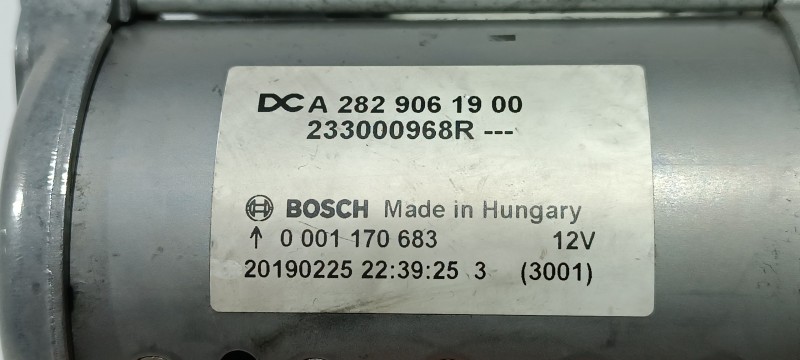 DC A 282 906 19 00
233000968R ---
BOSCH Made in Hungary
↑ 0 001 170 683 12V
20190225 22:39:25 3 (3001)